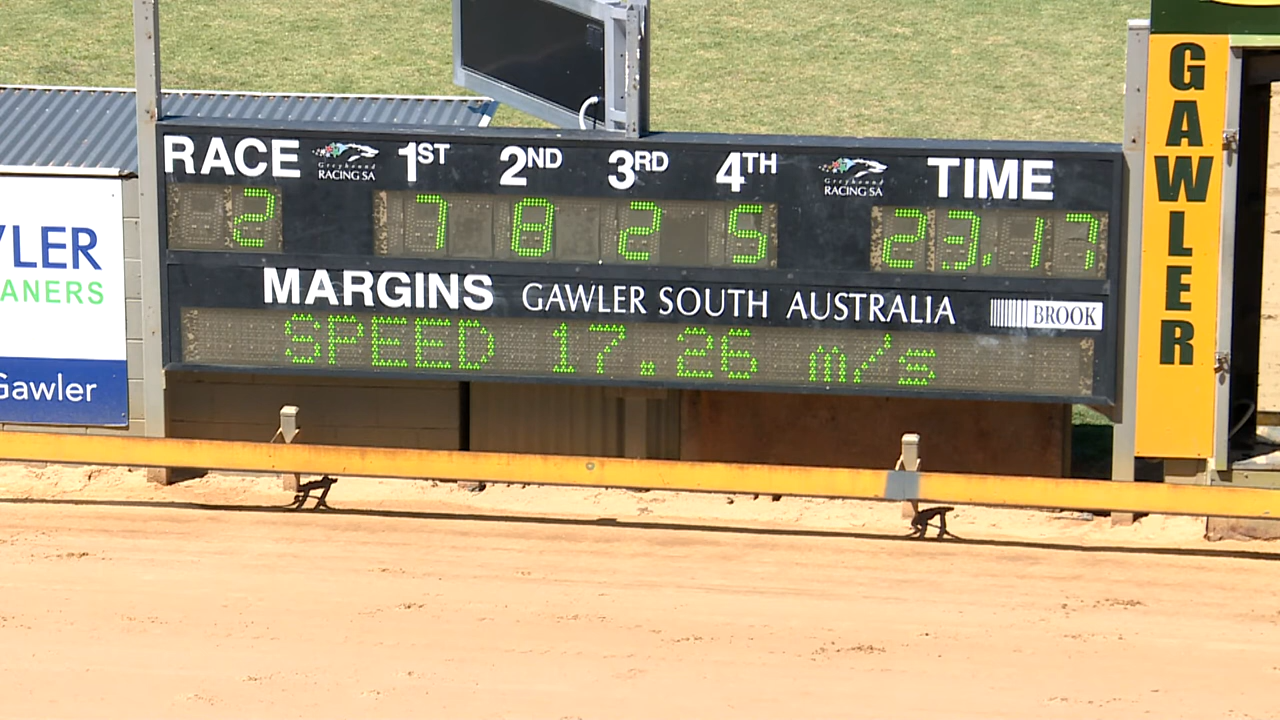 RACE
Greyhound
RACING SA
1ST
2ND
3RD
4TH
Greyhound
RACING SA
TIME
2
7
8
2
5
23.17
MARGINS
GAWLER SOUTH AUSTRALIA
BROOK
SPEED 17.26 m/s
LER
ANERS
Gawler
GAWLER